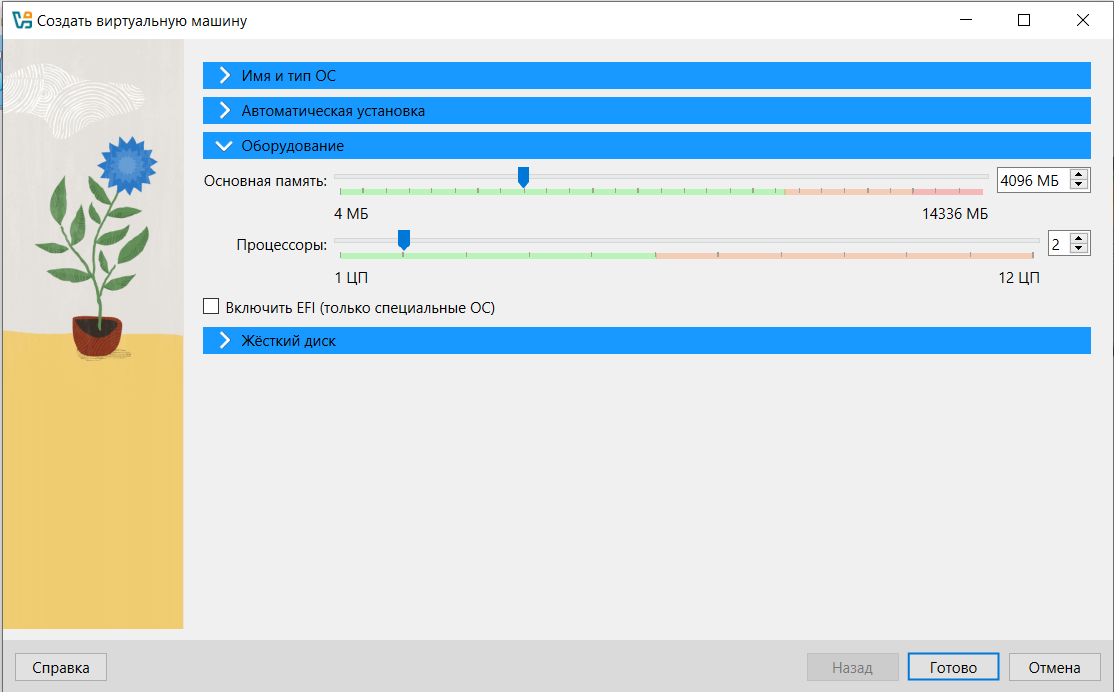 Создать виртуальную машину
Имя и тип ОС
Автоматическая установка
Оборудование
Основная память: 4096 МБ
4 МБ 14336 МБ
Процессоры: 2
1 ЦП 12 ЦП
Включить EFI (только специальные ОС)
Жёсткий диск
Справка Назад Готово Отмена